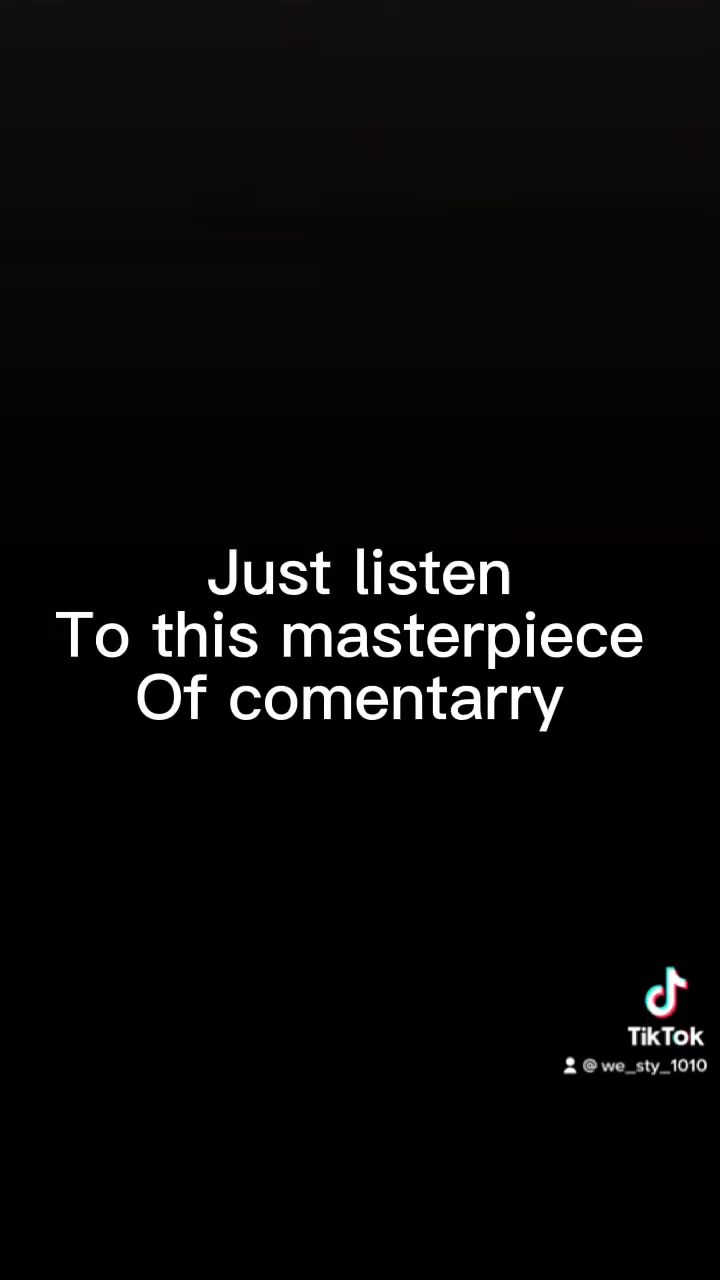 Just listen
To this masterpiece
Of comentarry
TikTok
@we_sty_1010